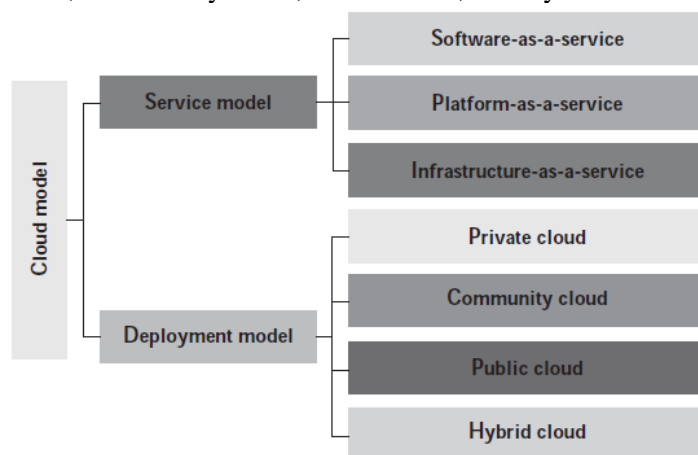 Software-as-a-service
Service model
Platform-as-a-service
Infrastructure-as-a-service
Cloud model
Private cloud
Community cloud
Deployment model
Public cloud
Hybrid cloud